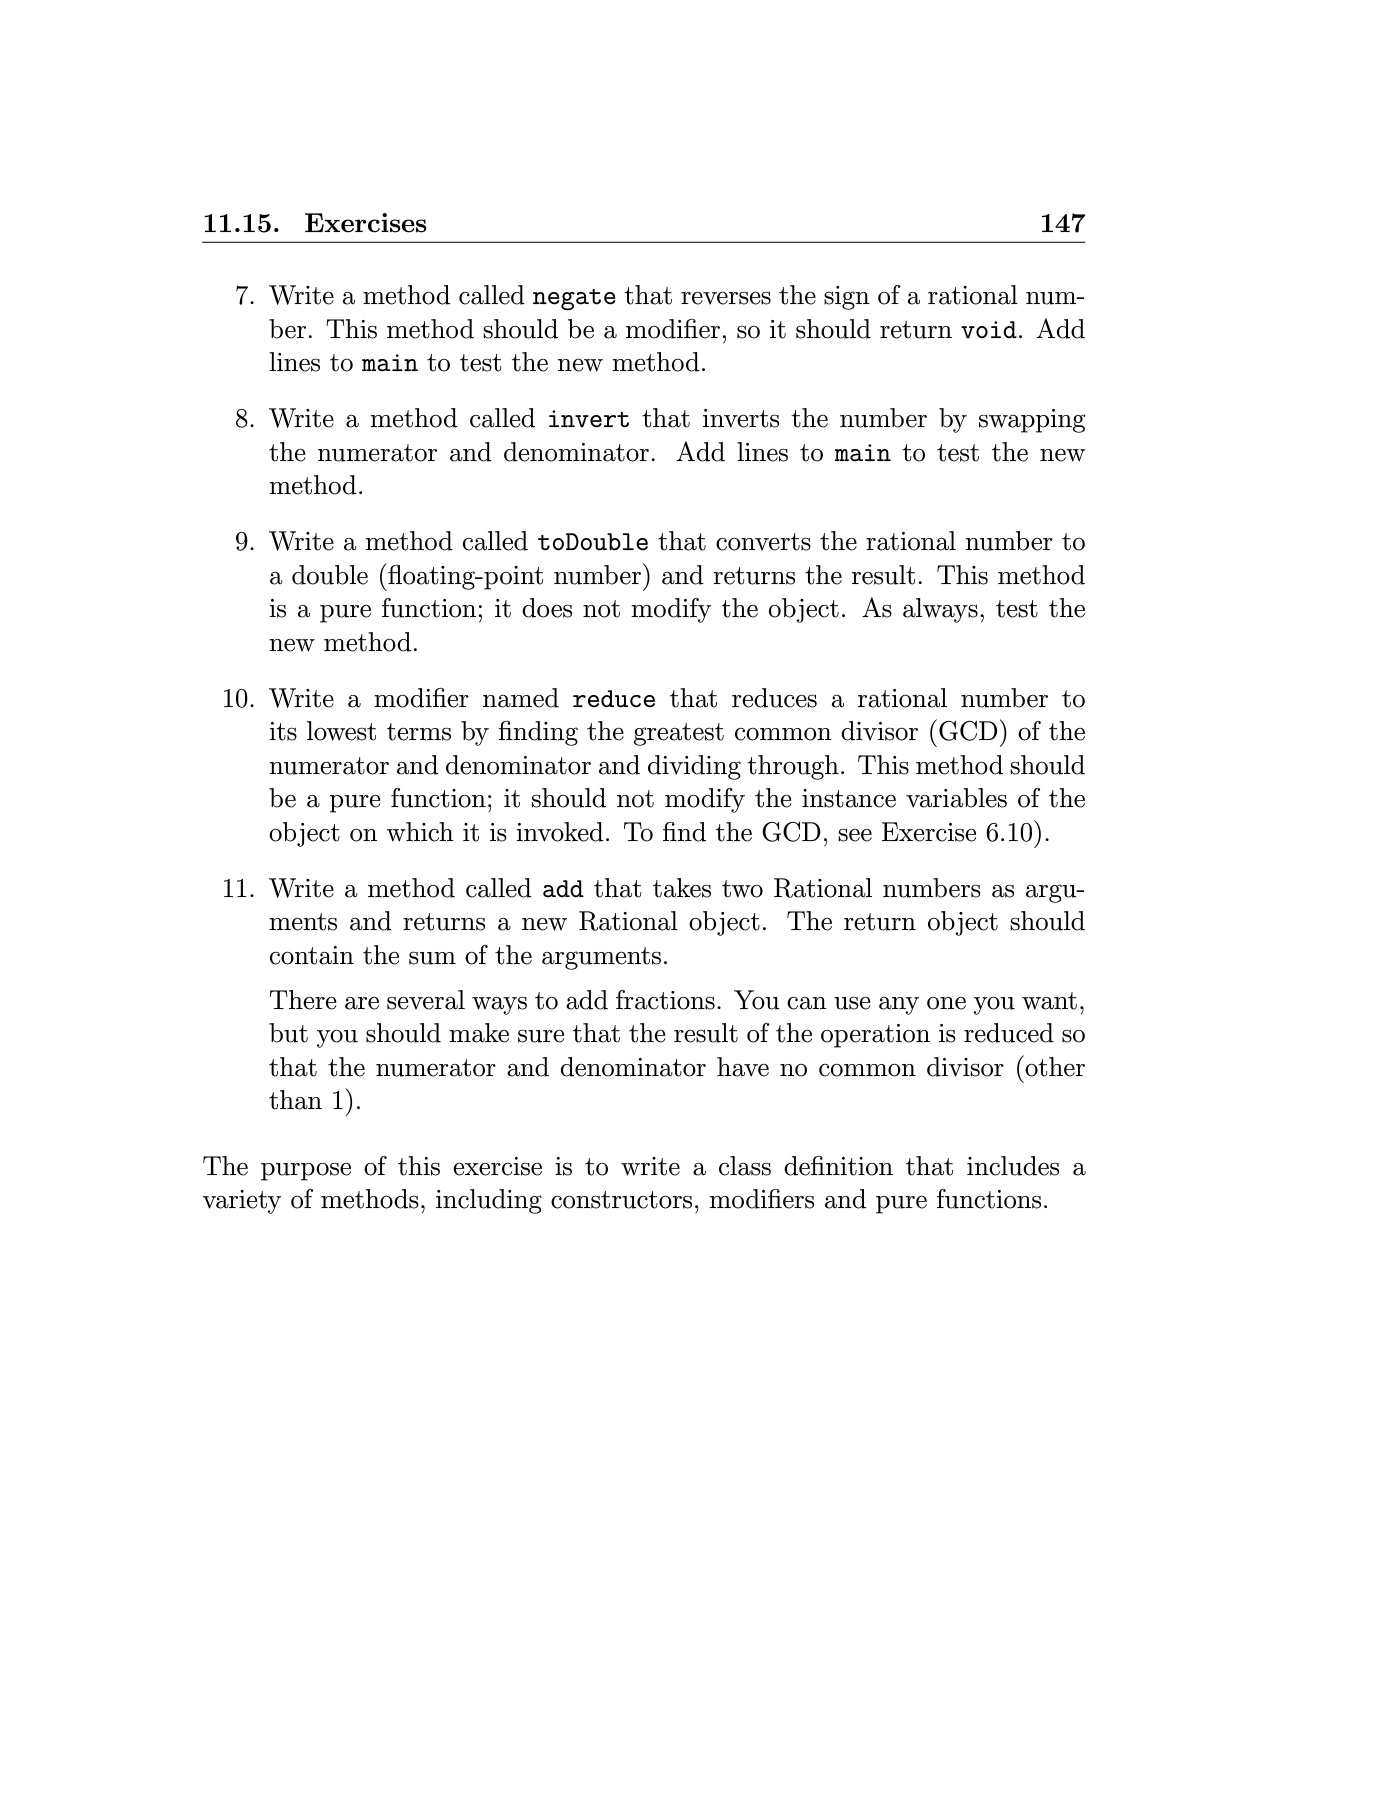 11.15. Exercises 147
7. Write a method called negate that reverses the sign of a rational num-
ber. This method should be a modifier, so it should return void. Add
lines to main to test the new method.
8. Write a method called invert that inverts the number by swapping
the numerator and denominator. Add lines to main to test the new
method.
9. Write a method called toDouble that converts the rational number to
a double (floating-point number) and returns the result. This method
is a pure function; it does not modify the object. As always, test the
new method.
10. Write a modifier named reduce that reduces a rational number to
its lowest terms by finding the greatest common divisor (GCD) of the
numerator and denominator and dividing through. This method should
be a pure function; it should not modify the instance variables of the
object on which it is invoked. To find the GCD, see Exercise 6.10).
11. Write a method called add that takes two Rational numbers as argu-
ments and returns a new Rational object. The return object should
contain the sum of the arguments.
There are several ways to add fractions. You can use any one you want,
but you should make sure that the result of the operation is reduced so
that the numerator and denominator have no common divisor (other
than 1).
The purpose of this exercise is to write a class definition that includes a
variety of methods, including constructors, modifiers and pure functions.